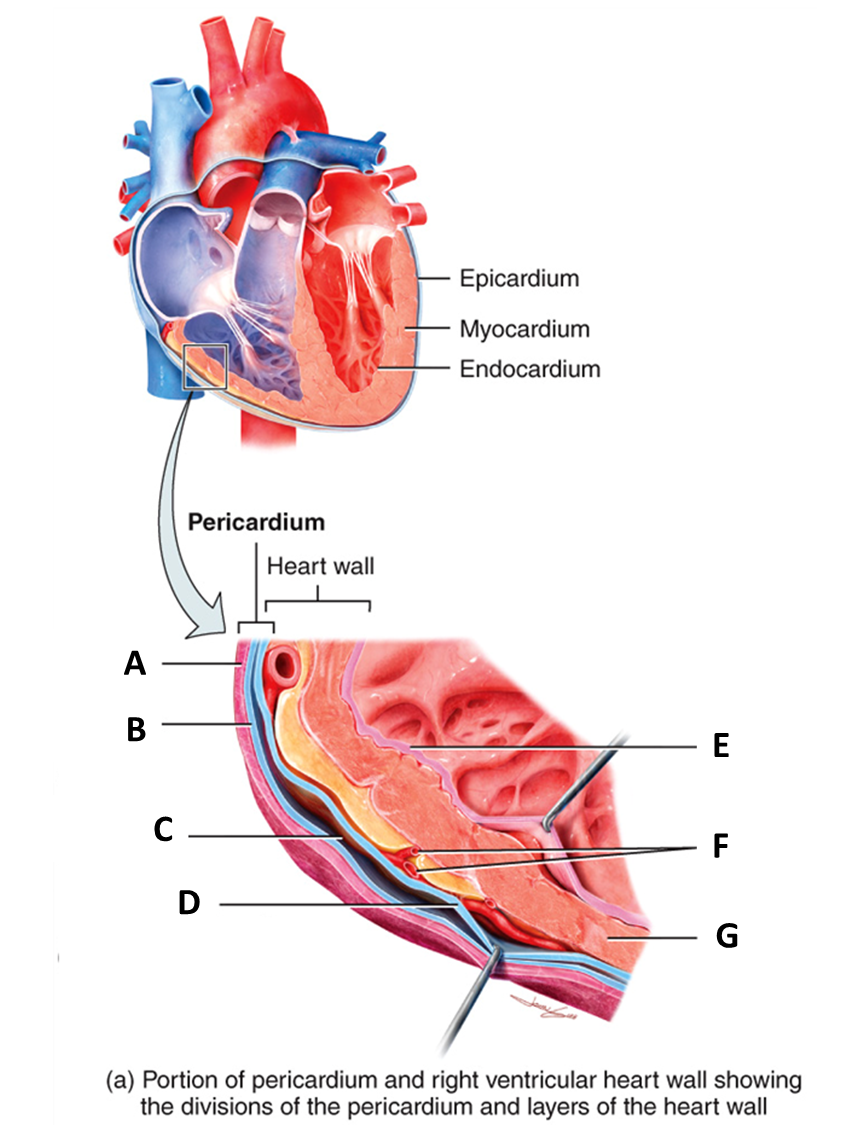 Epicardium
Myocardium
Endocardium
Pericardium
Heart wall
A
B
C
D
E
F
G
(a) Portion of pericardium and right ventricular heart wall showing
the divisions of the pericardium and layers of the heart wall